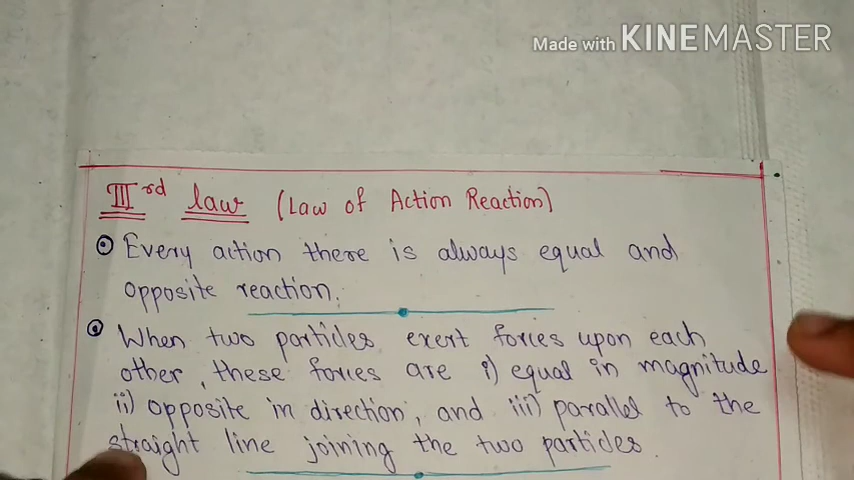 Made with KINEMASTER
IIIrd law (Law of Action Reaction)
Every action there is always equal and
opposite reaction.
When two particles exert forces upon each
other, these forces are i) equal in magnitude
ii) opposite in direction, and iii) parallel to the
straight line joining the two particles.